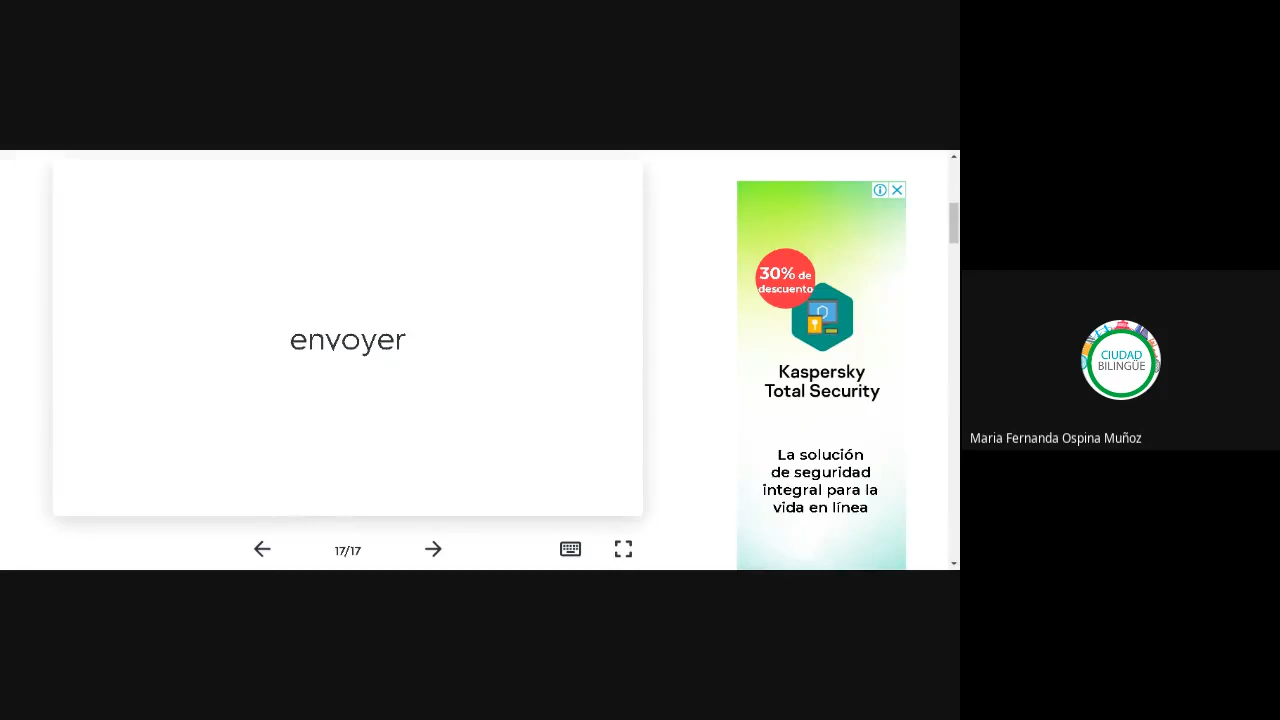 envoyer
17/17
30% de
descuento
Kaspersky
Total Security
La solución
de seguridad
integral para la
vida en línea
CIUDAD
BILINGÜE
Maria Fernanda Ospina Muñoz